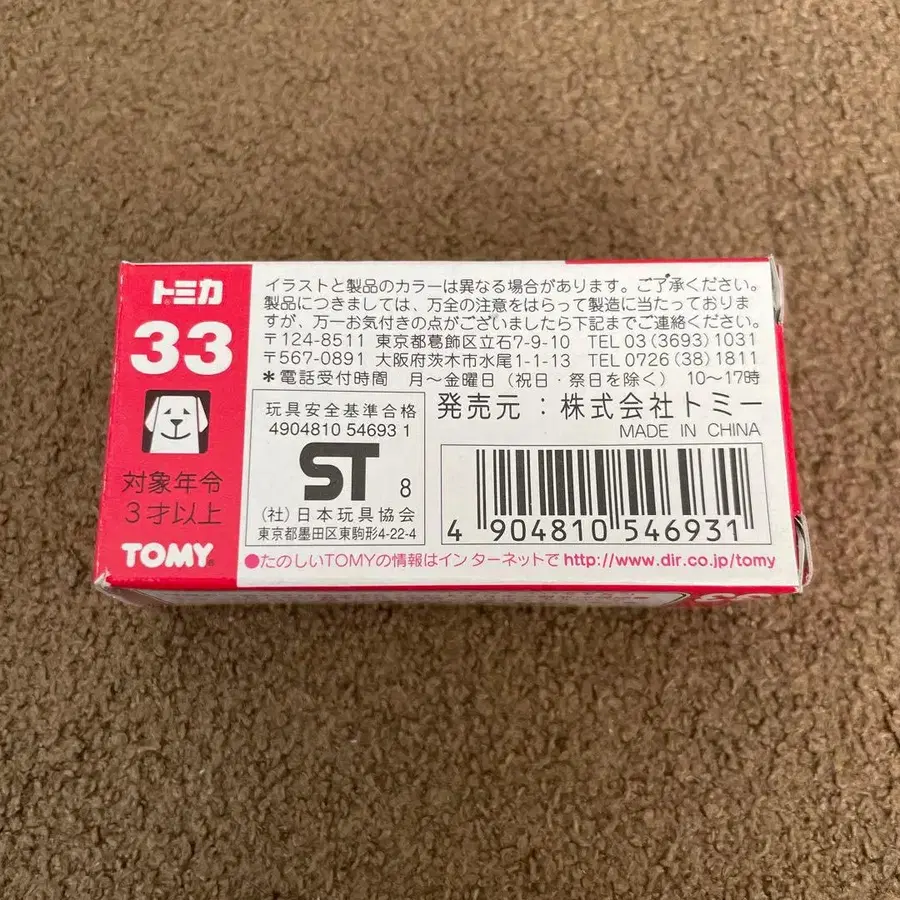 トミカ
33
対象年令
3才以上
TOMY®
イラストと製品のカラーは異なる場合があります。ご了承ください。
製品につきましては、万全の注意をはらって製造に当たっておりま
すが、万一お気付きの点がございましたら下記までご連絡ください。
〒124-8511 東京都葛飾区立石7-9-10 TEL 03(3693)1031
〒567-0891 大阪府茨木市水尾1-1-13 TEL 0726(38)1811
*電話受付時間 月〜金曜日(祝日・祭日を除く) 10〜17時
玩具安全基準合格
4904810 54693 1
ST 8
(社)日本玩具協会
東京都墨田区東駒形4-22-4
発売元:株式会社トミー
MADE IN CHINA
4 904810 546931
●たのしいTOMYの情報はインターネットで http://www.dir.co.jp/tomy